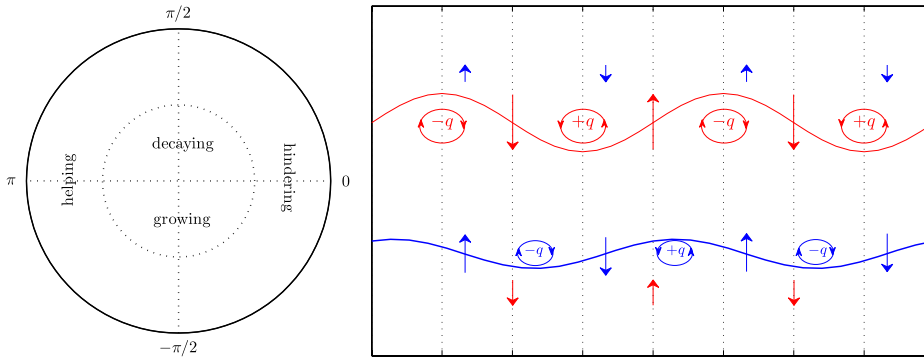 π/2
decaying
helping
hindering
π
0
growing
−π/2
−q
+q
−q
+q
−q
+q
−q